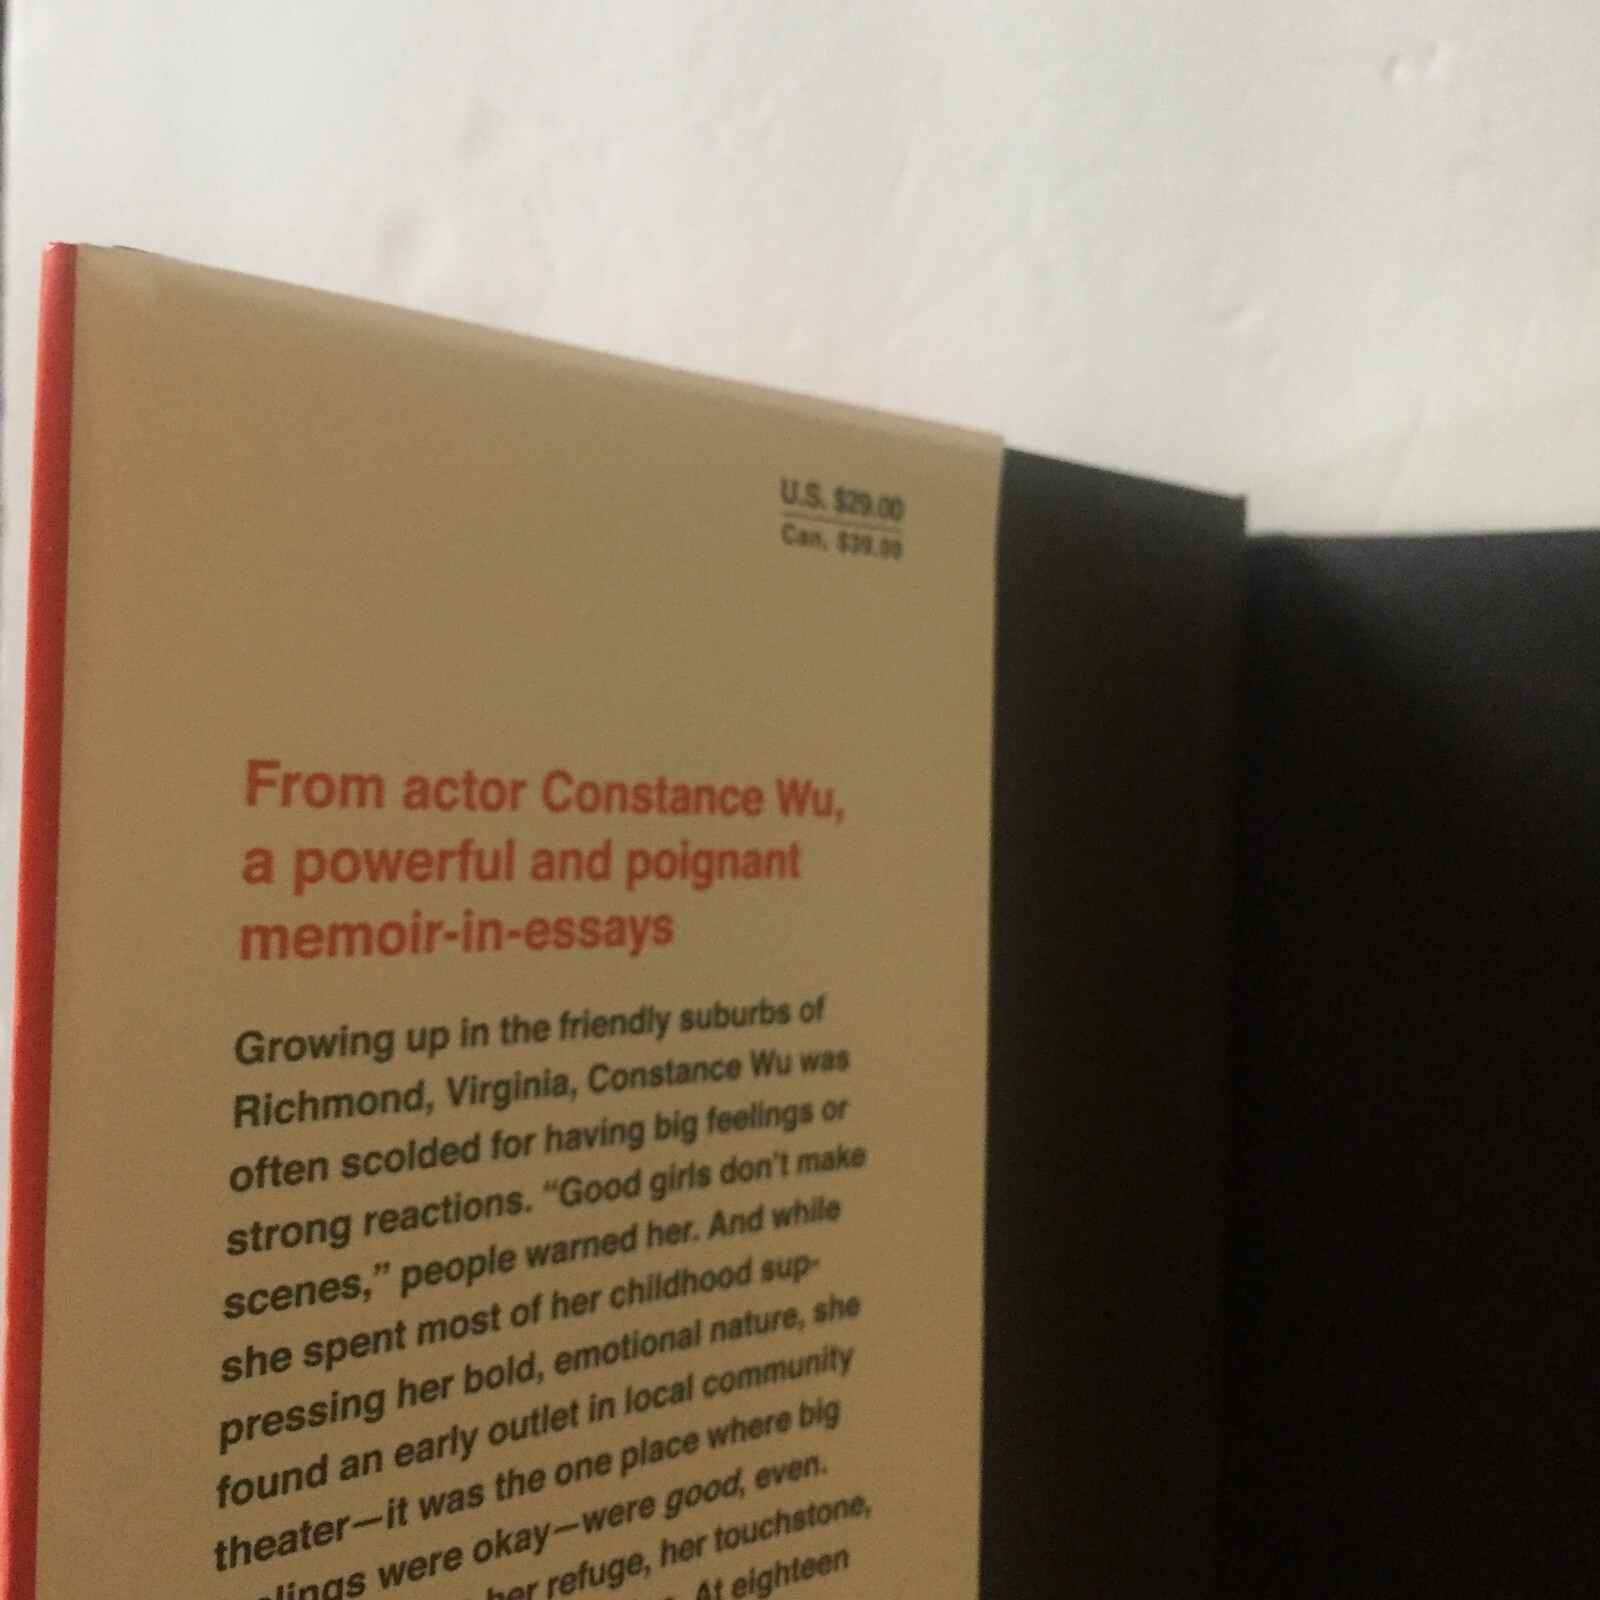 U.S. $29.00
Can. $39.00
From actor Constance Wu,
a powerful and poignant
memoir-in-essays
Growing up in the friendly suburbs of
Richmond, Virginia, Constance Wu was
often scolded for having big feelings or
strong reactions. “Good girls don’t make
scenes,” people warned her. And while
she spent most of her childhood sup-
pressing her bold, emotional nature, she
found an early outlet in local community
theater—it was the one place where big
were okay—were good, even.
her refuge, her touchstone,
At eighteen